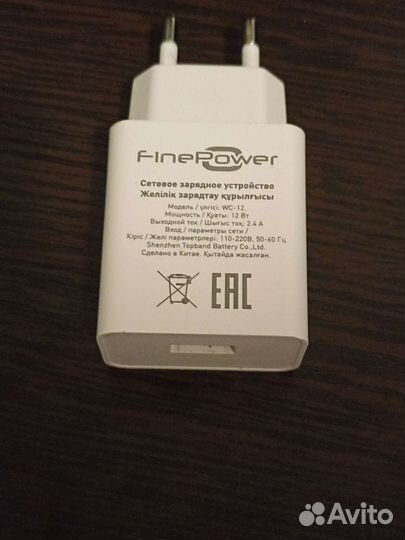 FinePower
Сетевое зарядное устройство
Желілік зарядтау құрылғысы
Модель / үлгісі: WC-12.
Мощность / Қуаты: 12 Вт
Выходной ток / Шығыс ток: 2.4 А
Вход / параметры сети /
Кіріс / Желі параметрлері: 110-220В, 50-60 Гц
Shenzhen Topband Battery Co.,Ltd.
Сделано в Китае. Қытайда жасалған.
EAC
Avito